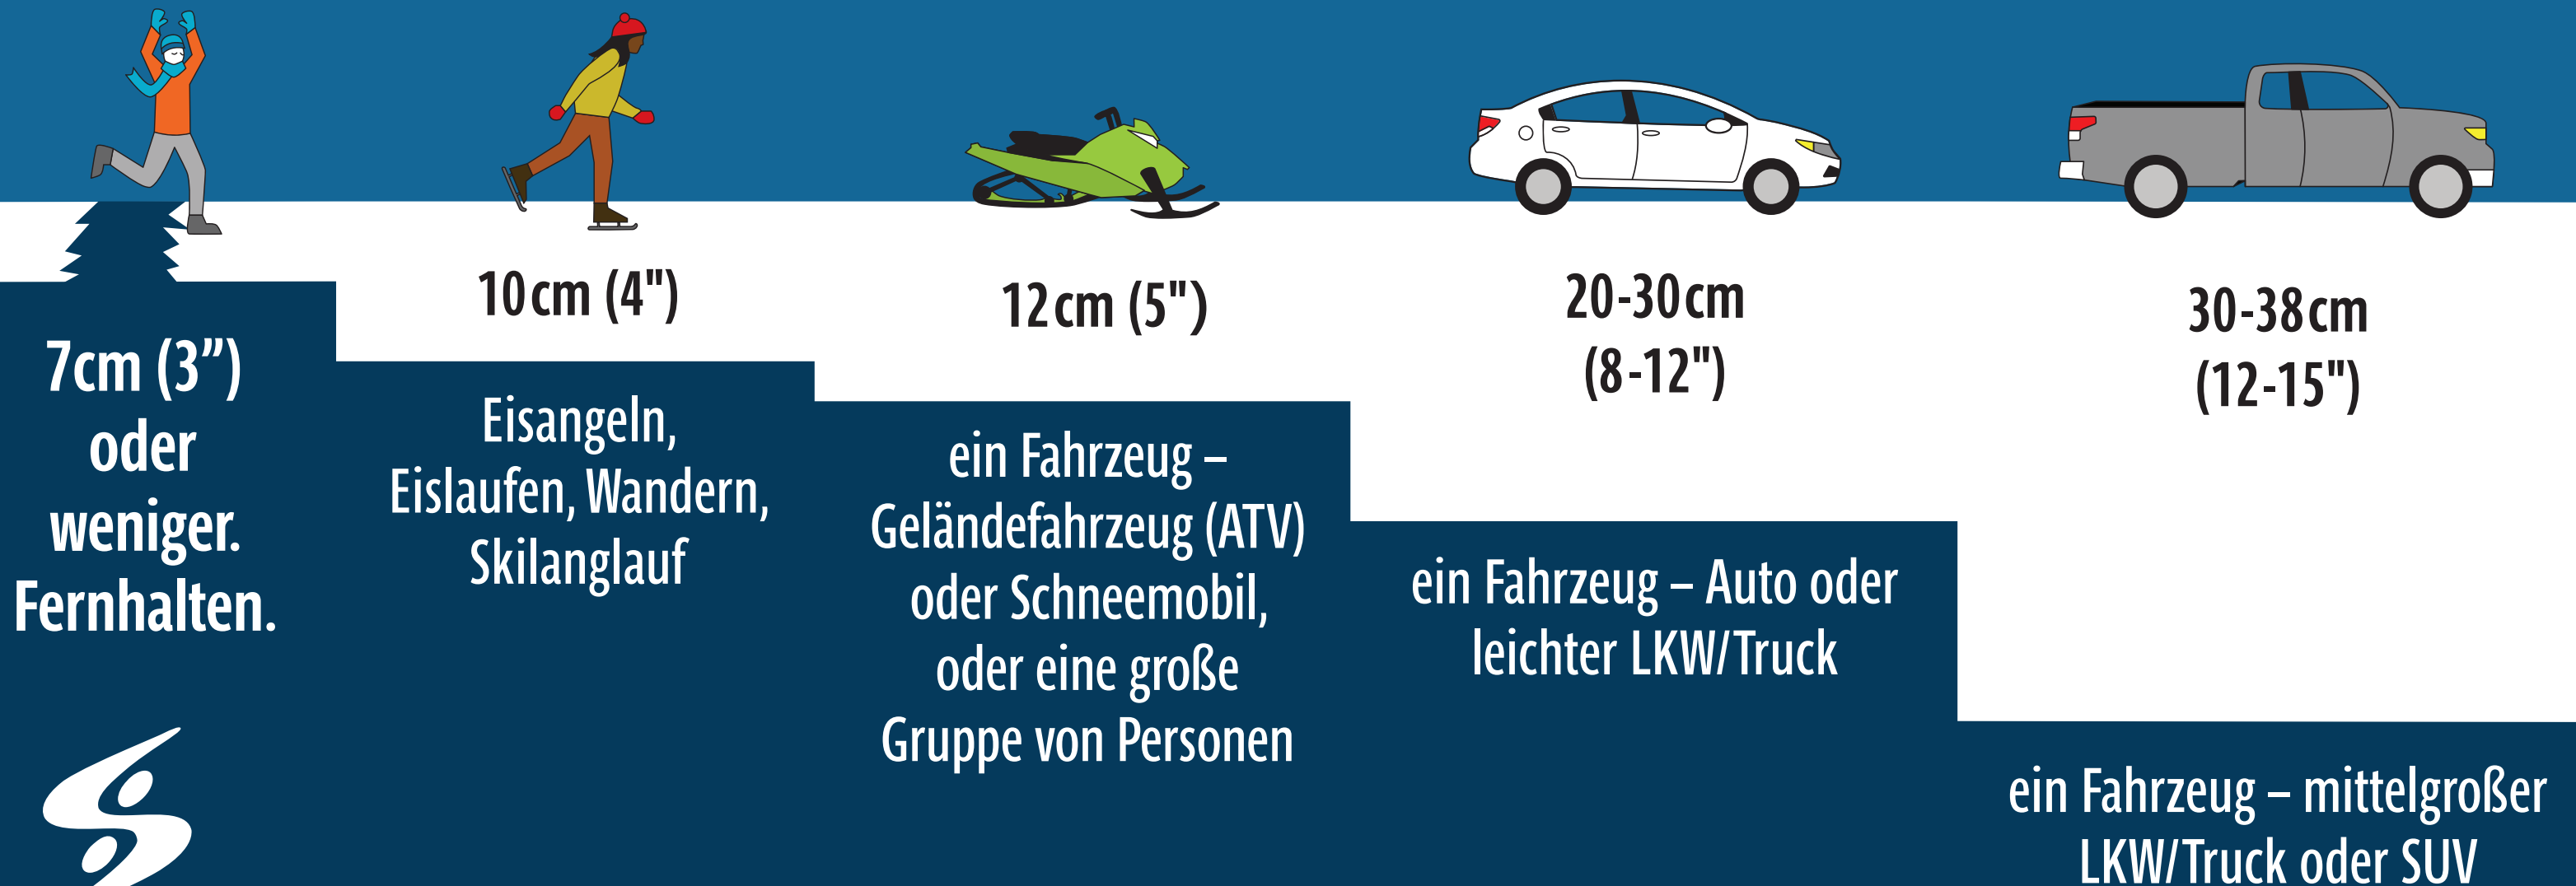 7cm (3”)
oder
weniger.
Fernhalten.
10cm (4")
Eisangeln,
Eislaufen, Wandern,
Skilanglauf
12cm (5")
ein Fahrzeug –
Geländefahrzeug (ATV)
oder Schneemobil,
oder eine große
Gruppe von Personen
20-30cm
(8-12")
ein Fahrzeug – Auto oder
leichter LKW/Truck
30-38cm
(12-15")
ein Fahrzeug – mittelgroßer
LKW/Truck oder SUV